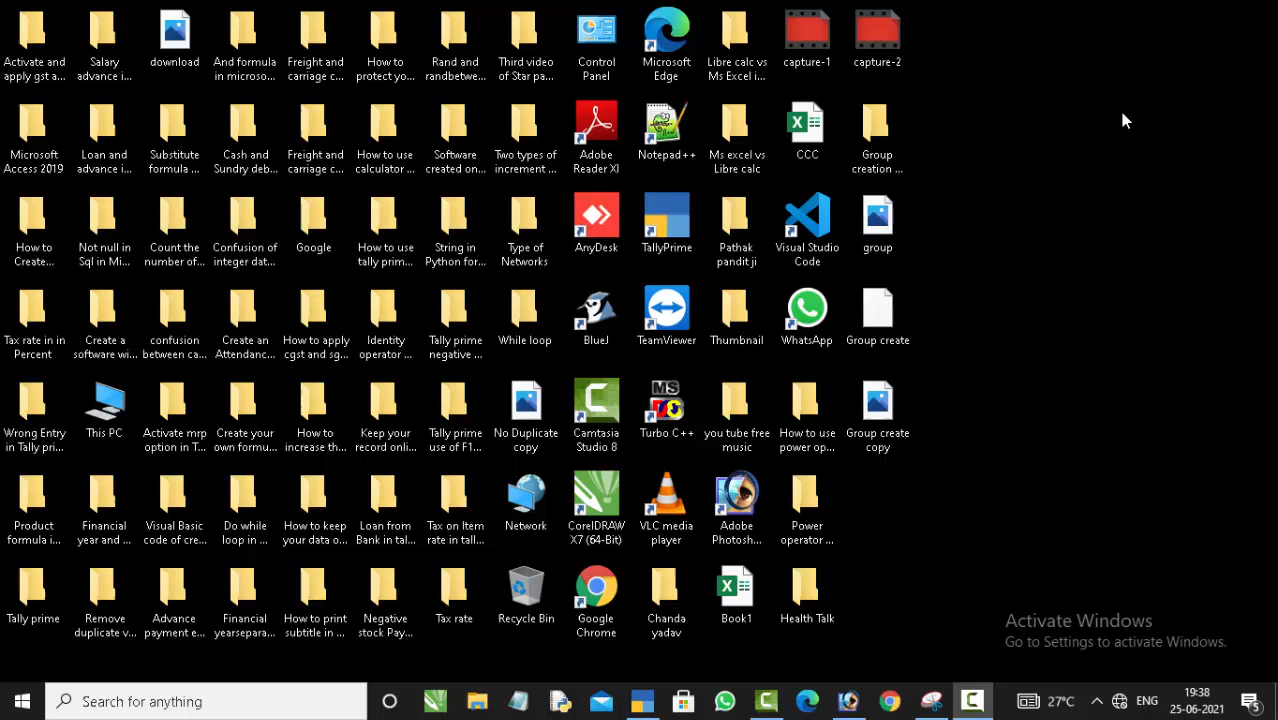 Activate and
apply gst a...
Salary
advance i...
download
And formula
in microso...
Freight and
carriage c...
How to
protect yo...
Rand and
randbetwe...
Third video
of Star pa...
Control
Panel
Microsoft
Edge
Libre calc vs
Ms Excel i...
capture-1
capture-2
Microsoft
Access 2019
Loan and
advance i...
Substitute
formula ...
Cash and
Sundry deb...
Freight and
carriage c...
How to use
calculator ...
Software
created on...
Two types of
increment ...
Adobe
Reader XI
Notepad++
Ms excel vs
Libre calc
CCC
Group
creation ...
How to
Create...
Not null in
Sql in Mi...
Count the
number of...
Confusion of
integer dat...
Google
How to use
tally prim...
String in
Python for...
Type of
Networks
AnyDesk
TallyPrime
Pathak
pandit ji
Visual Studio
Code
group
Tax rate in in
Percent
Create a
software wi...
confusion
between ca...
Create an
Attendanc...
How to apply
cgst and sg...
Identity
operator ...
Tally prime
negative ...
While loop
BlueJ
TeamViewer
Thumbnail
WhatsApp
Group create
Wrong Entry
in Tally pri...
This PC
Activate mrp
option in T...
Create your
own formu...
How to
increase th...
Keep your
record onli...
Tally prime
use of F1...
No Duplicate
copy
Camtasia
Studio 8
MS
Turbo C++
you tube free
music
How to use
power op...
Group create
copy
Product
formula i...
Financial
year and ...
Visual Basic
code of cre...
Do while
loop in ...
How to keep
your data o...
Loan from
Bank in tal...
Tax on Item
rate in tall...
Network
CorelDRAW
X7 (64-Bit)
VLC media
player
Adobe
Photosh...
Power
operator ...
Tally prime
Remove
duplicate v...
Advance
payment e...
Financial
yearsepara...
How to print
subtitle in ...
Negative
stock Pay...
Tax rate
Recycle Bin
Google
Chrome
Chanda
yadav
Book1
Health Talk
Activate Windows
Go to Settings to activate Windows.
Search for anything
27°C
ENG
19:38
25-06-2021
5